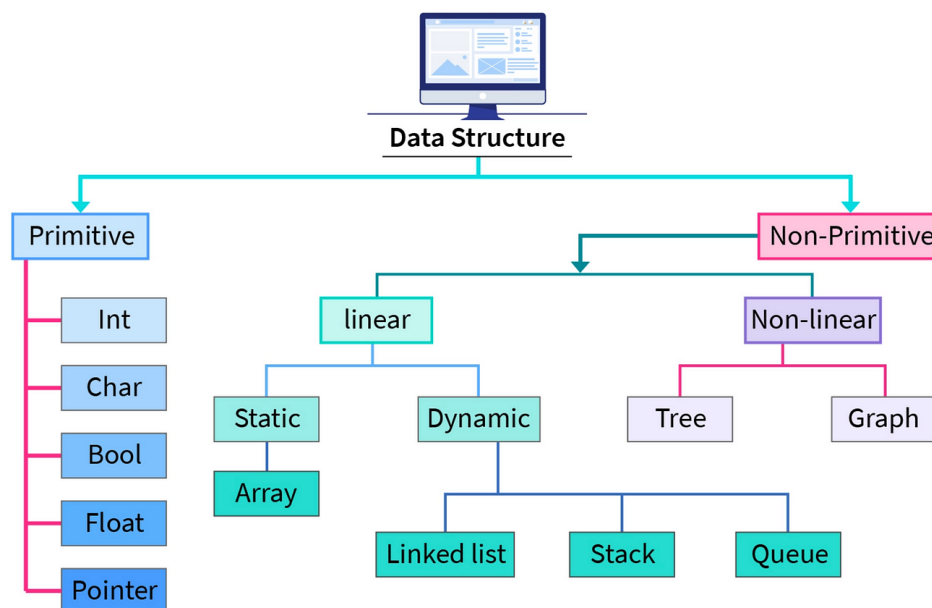 Data Structure
Primitive
Non-Primitive
Int
linear
Non-linear
Char
Static
Dynamic
Tree
Graph
Bool
Array
Float
Linked list
Stack
Queue
Pointer